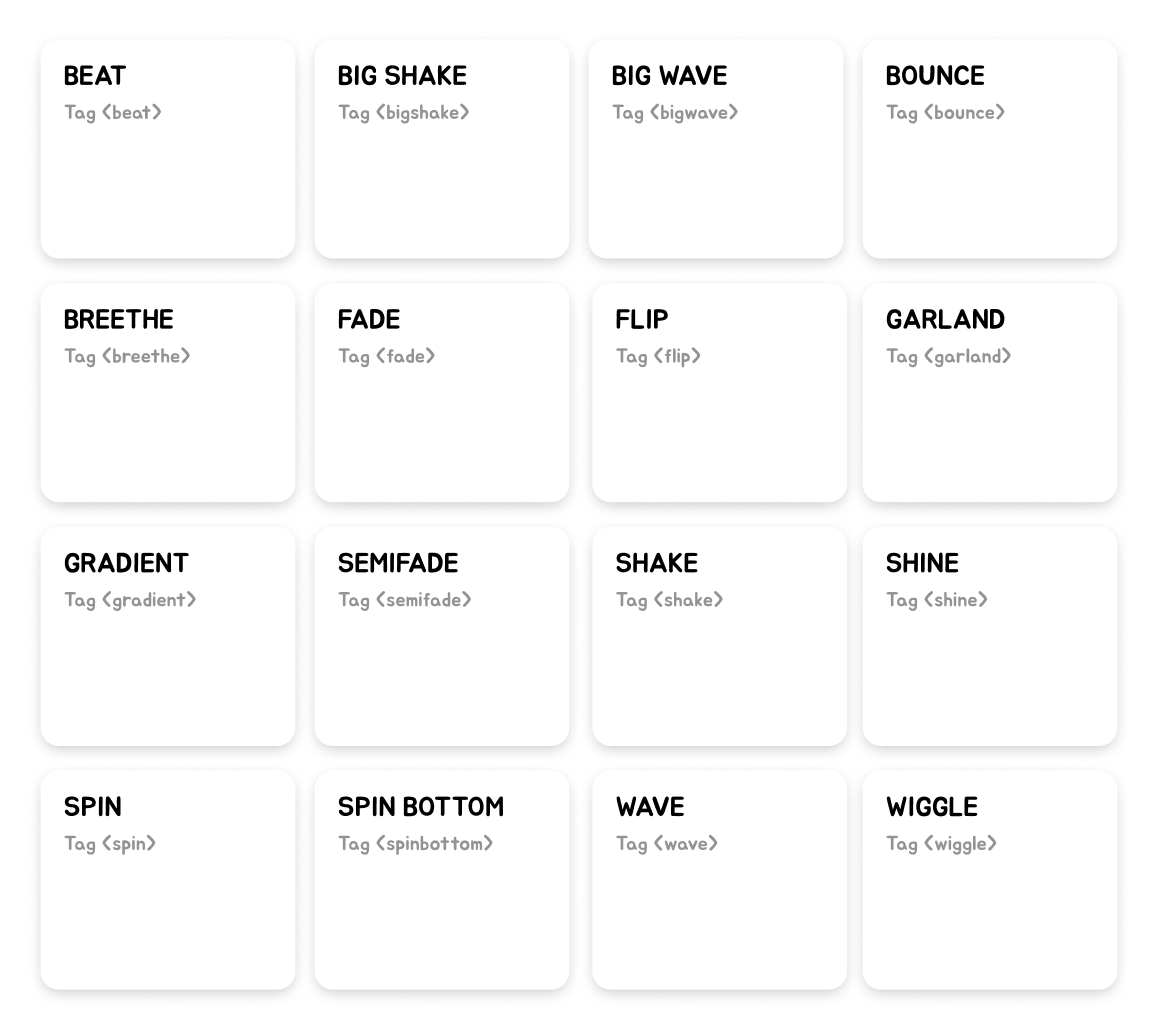 BEAT
Tag <beat>
BIG SHAKE
Tag <bigshake>
BIG WAVE
Tag <bigwave>
BOUNCE
Tag <bounce>
BREETHE
Tag <breethe>
FADE
Tag <fade>
FLIP
Tag <flip>
GARLAND
Tag <garland>
GRADIENT
Tag <gradient>
SEMIFADE
Tag <semifade>
SHAKE
Tag <shake>
SHINE
Tag <shine>
SPIN
Tag <spin>
SPIN BOTTOM
Tag <spinbottom>
WAVE
Tag <wave>
WIGGLE
Tag <wiggle>